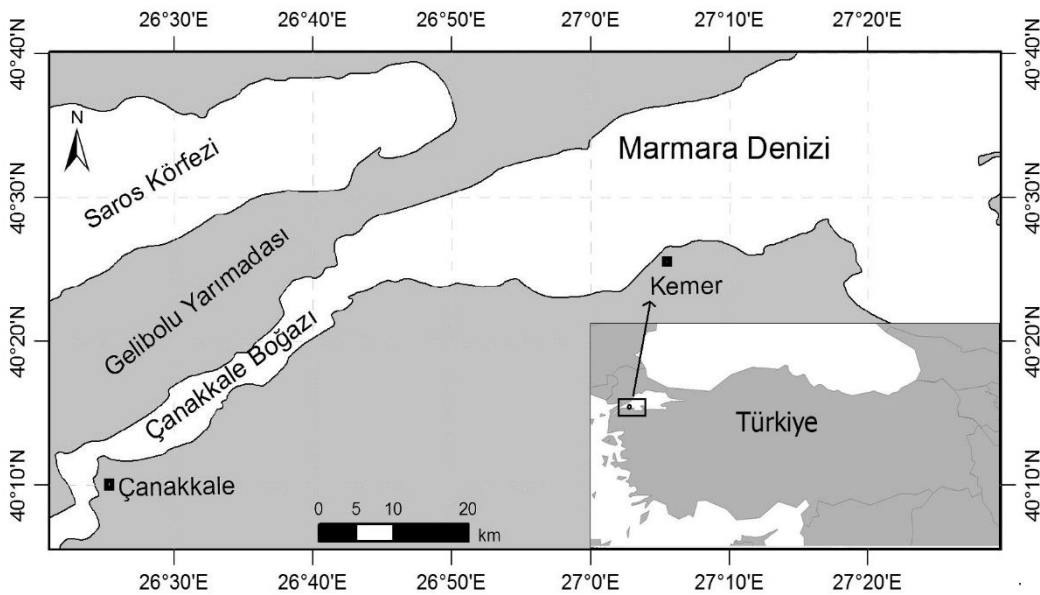 26°30'E 26°40'E 26°50'E 27°0'E 27°10'E 27°20'E
40°40'N 40°40'N
N
Saros Körfezi
Marmara Denizi
40°30'N 40°30'N
Gelibolu Yarımadası
Kemer
Çanakkale Boğazı
40°20'N 40°20'N
Türkiye
40°10'N 40°10'N
Çanakkale
0 5 10 20
km
26°30'E 26°40'E 26°50'E 27°0'E 27°10'E 27°20'E